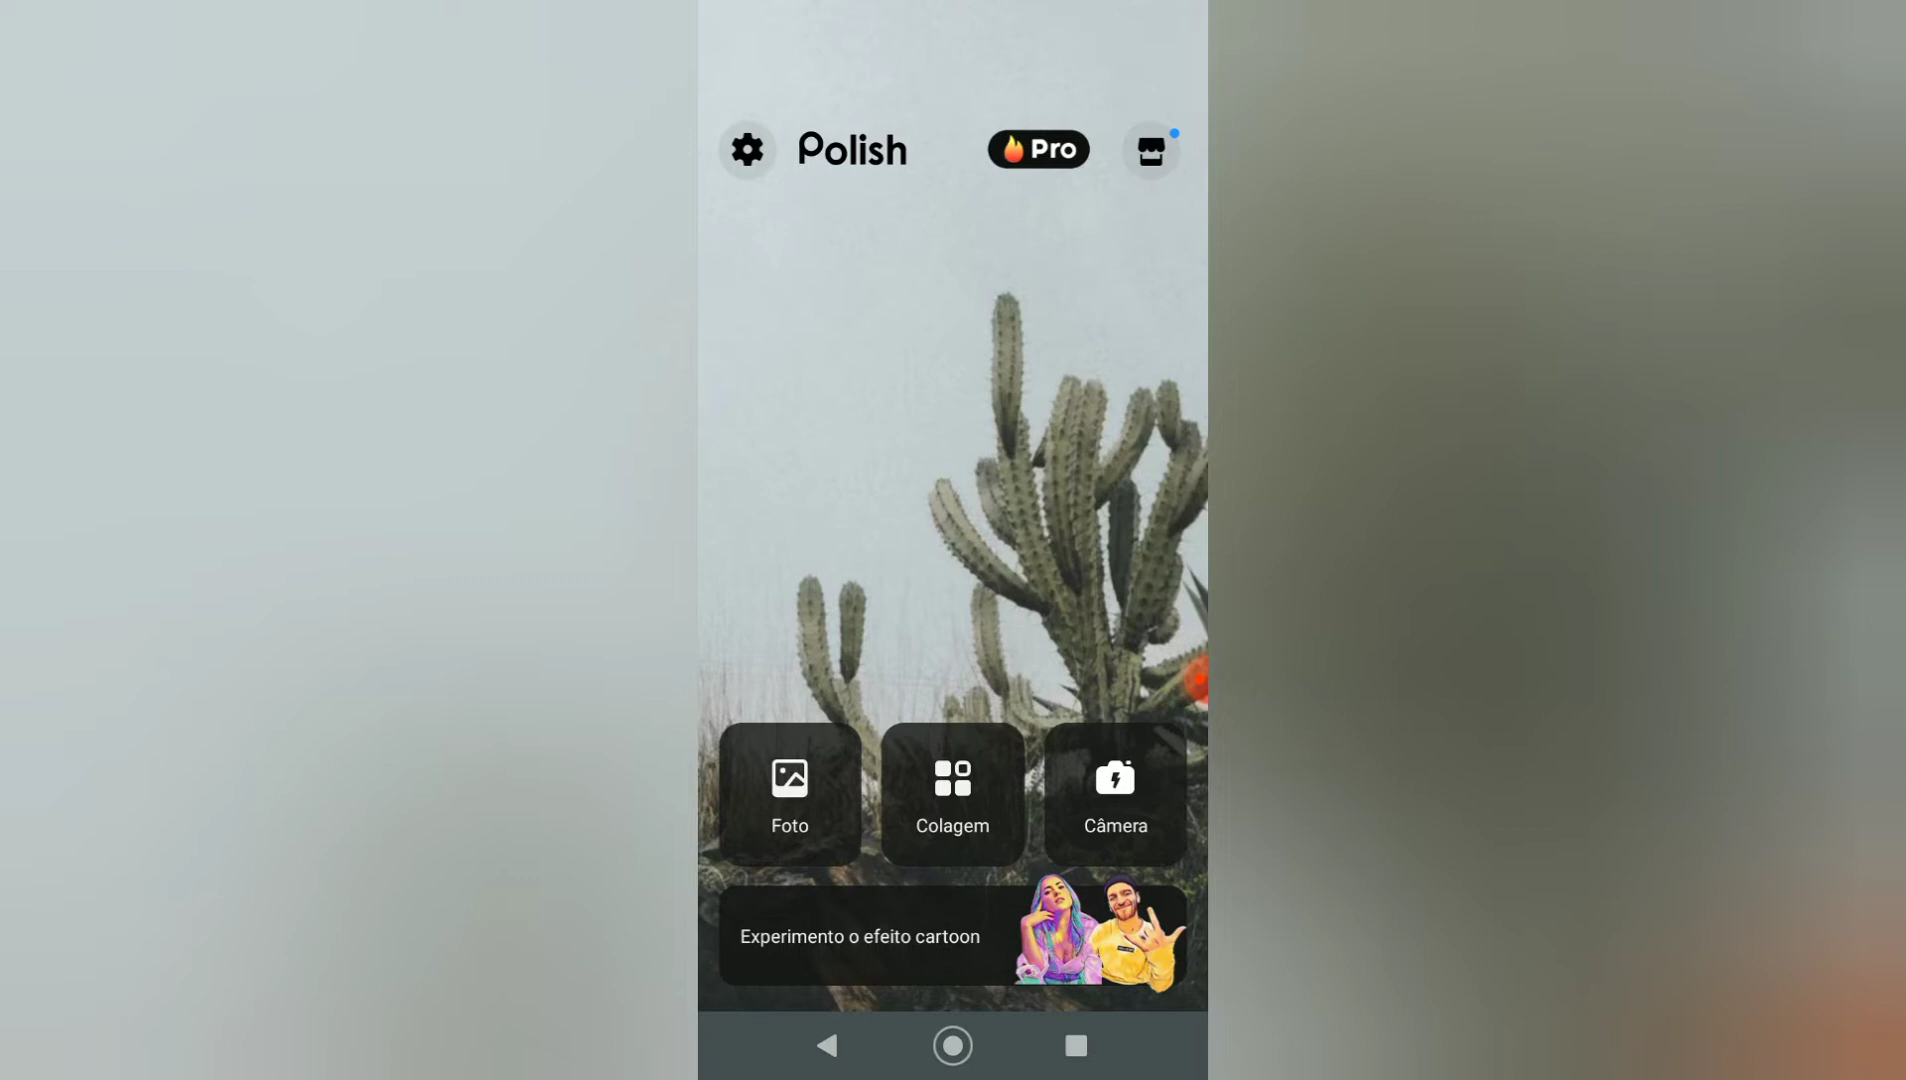 Polish
Pro
Foto
Colagem
Câmera
Experimento o efeito cartoon